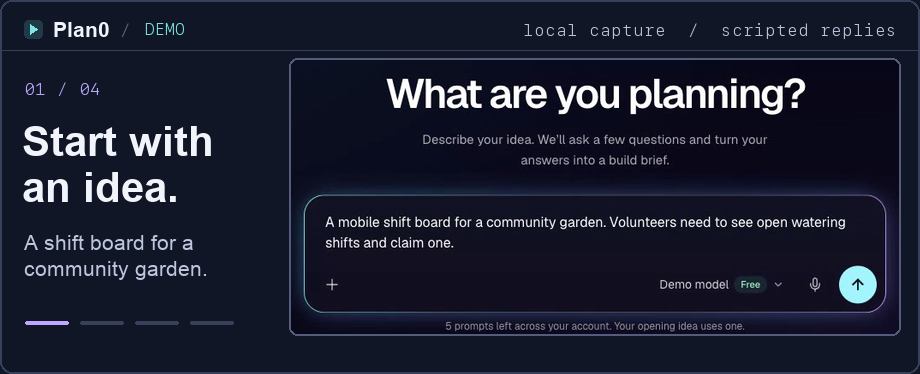 Plan0 / DEMO
local capture / scripted replies
01 / 04
Start with
an idea.
A shift board for a
community garden.
What are you planning?
Describe your idea. We'll ask a few questions and turn your
answers into a build brief.
A mobile shift board for a community garden. Volunteers need to see open watering
shifts and claim one.
Demo model Free
5 prompts left across your account. Your opening idea uses one.